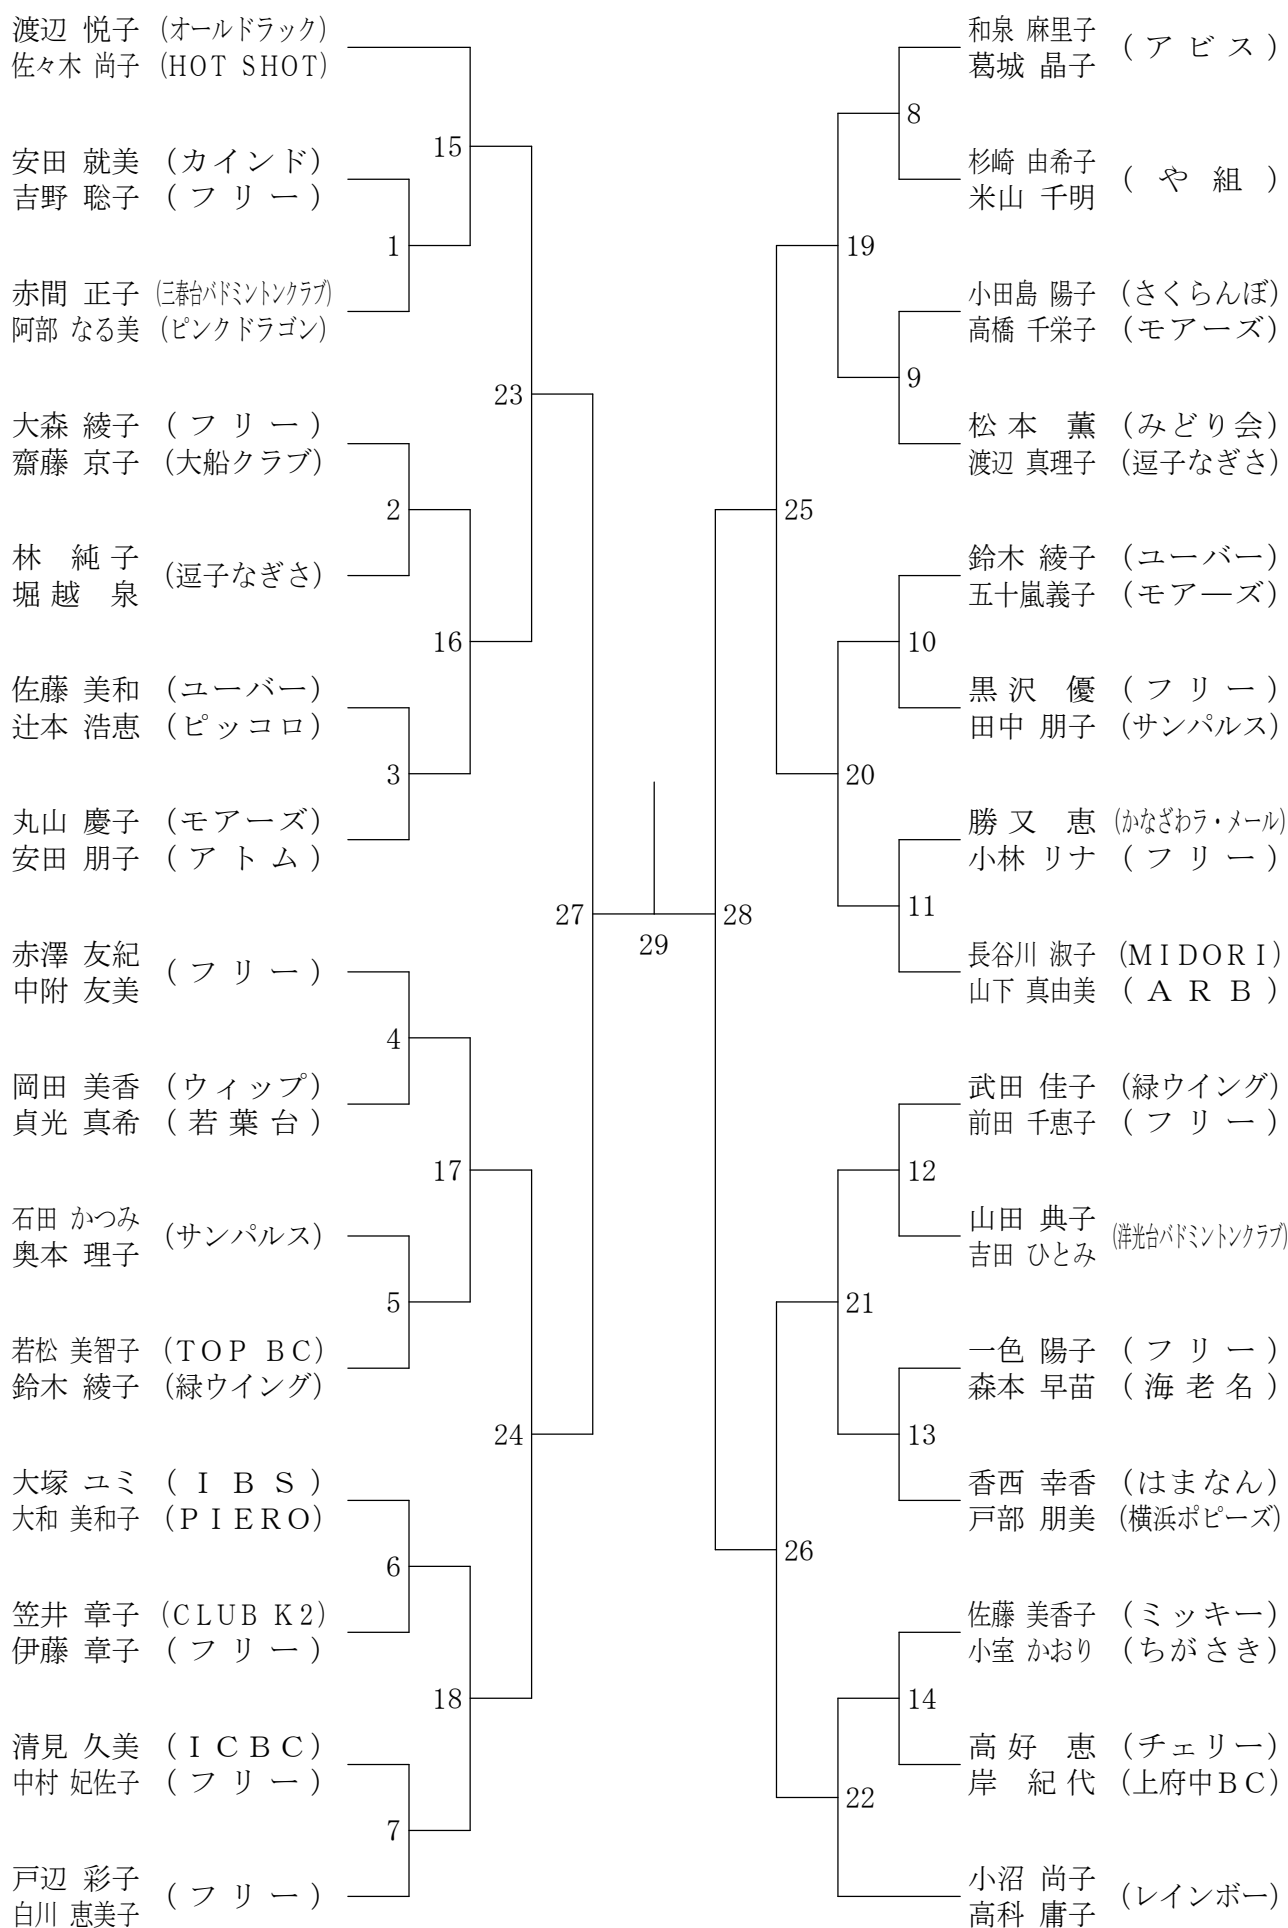 渡辺 悦子 (オールドラック)
佐々木 尚子 (HOT SHOT)
15
安田 就美 (カインド)
吉野 聡子 (フリー)
1
赤間 正子 (三春台バドミントンクラブ)
阿部 なる美 (ピンクドラゴン)
23
大森 綾子 (フリー)
齋藤 京子 (大船クラブ)
2
林 純子
堀越 泉
(逗子なぎさ)
16
佐藤 美和 (ユーバー)
辻本 浩恵 (ピッコロ)
3
丸山 慶子 (モアーズ)
安田 朋子 (アトム)
27
赤澤 友紀
中附 友美
(フリー)
4
岡田 美香 (ウィップ)
貞光 真希 (若葉台)
17
石田 かつみ
奥本 理子
(サンパルス)
5
若松 美智子 (TOP BC)
鈴木 綾子 (緑ウイング)
24
大塚 ユミ (IBS)
大和 美和子 (PIERO)
6
笠井 章子 (CLUB K2)
伊藤 章子 (フリー)
18
清見 久美 (ICBC)
中村 妃佐子 (フリー)
7
戸辺 彩子
白川 恵美子
(フリー)
29
和泉 麻里子
葛城 晶子
(アビス)
8
杉崎 由希子
米山 千明
(や組)
19
小田島 陽子 (さくらんぼ)
高橋 千栄子 (モアーズ)
9
松本 薫 (みどり会)
渡辺 真理子 (逗子なぎさ)
25
鈴木 綾子 (ユーバー)
五十嵐義子 (モア―ズ)
10
黒沢 優 (フリー)
田中 朋子 (サンパルス)
20
勝又 恵 (かなざわラ・メール)
小林 リナ (フリー)
11
28
長谷川 淑子 (MIDORI)
山下 真由美 (ARB)
武田 佳子 (緑ウイング)
前田 千恵子 (フリー)
12
山田 典子
吉田 ひとみ
(洋光台バドミントンクラブ)
21
一色 陽子 (フリー)
森本 早苗 (海老名)
13
香西 幸香 (はまなん)
戸部 朋美 (横浜ポピーズ)
26
佐藤 美香子 (ミッキー)
小室 かおり (ちがさき)
14
高好 恵 (チェリー)
岸 紀代 (上府中BC)
22
小沼 尚子
高科 庸子
(レインボー)